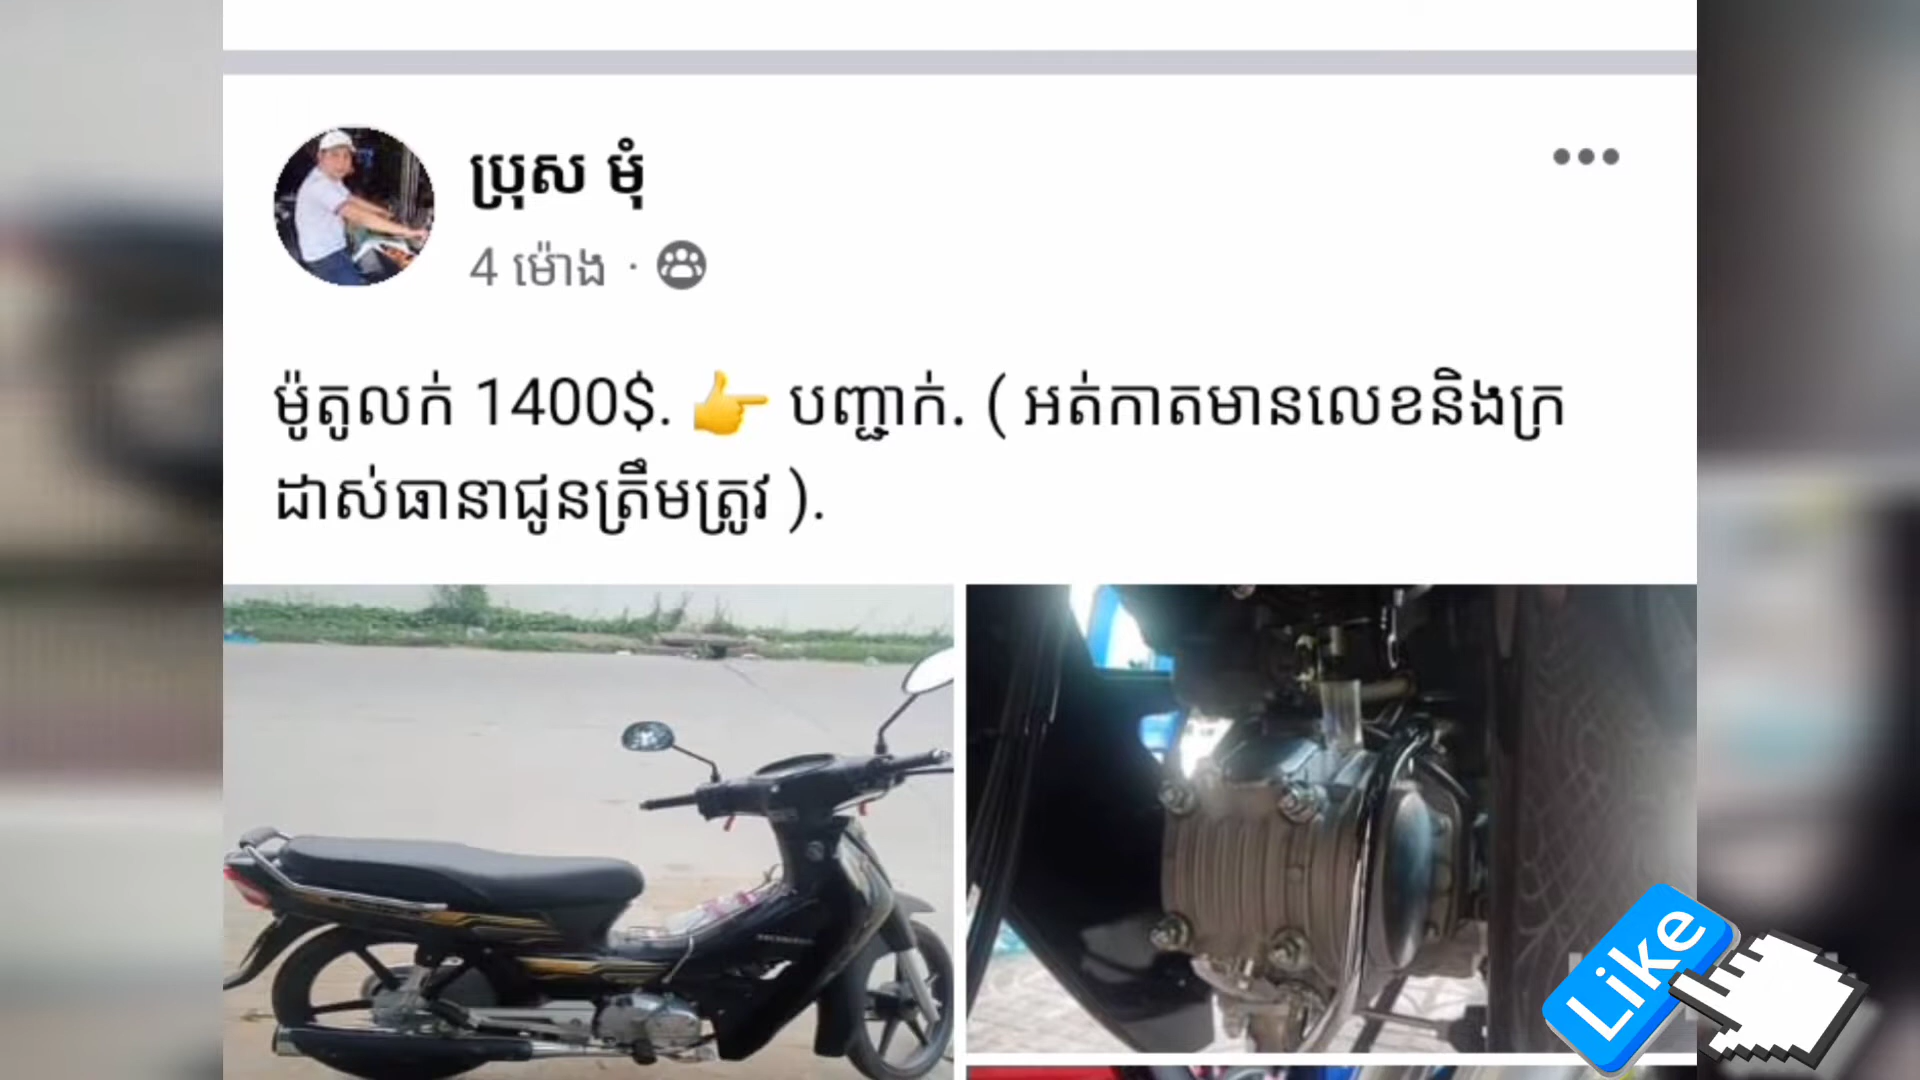 ប្រុស មុំ
4 ម៉ោង ·
ម៉ូតូលក់ 1400$. 👉 បញ្ជាក់. ( អត់កាតមានលេខនិងក្រ
ដាស់ធានាជូនត្រឹមត្រូវ ).
HONDA
Like